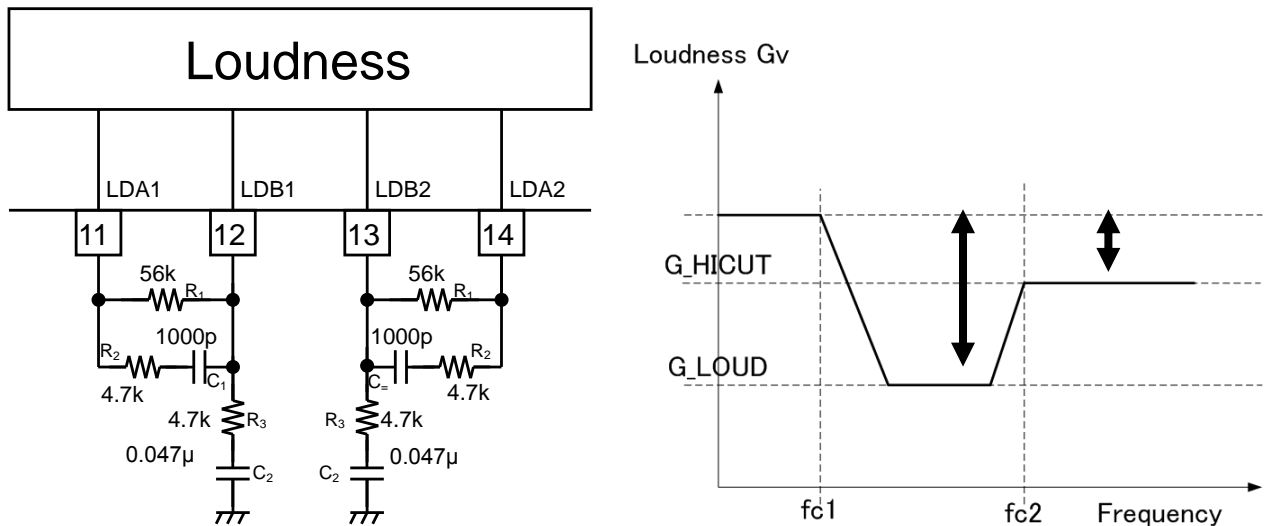 Loudness
LDA1 LDB1 LDB2 LDA2
11 12 13 14
56k 56k
R1 R1
1000p 1000p
R2 R2
C1 C=
4.7k 4.7k
4.7k R3 R3 4.7k
0.047µ 0.047µ
C2 C2
Loudness Gv
G_HICUT
G_LOUD
fc1 fc2 Frequency